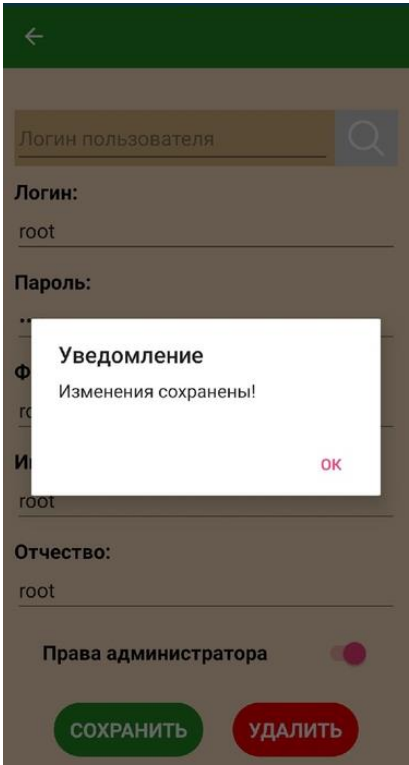 Логин пользователя
Логин:
root
Пароль:
Уведомление
Изменения сохранены!
ОК
root
Отчество:
root
Права администратора
СОХРАНИТЬ
УДАЛИТЬ